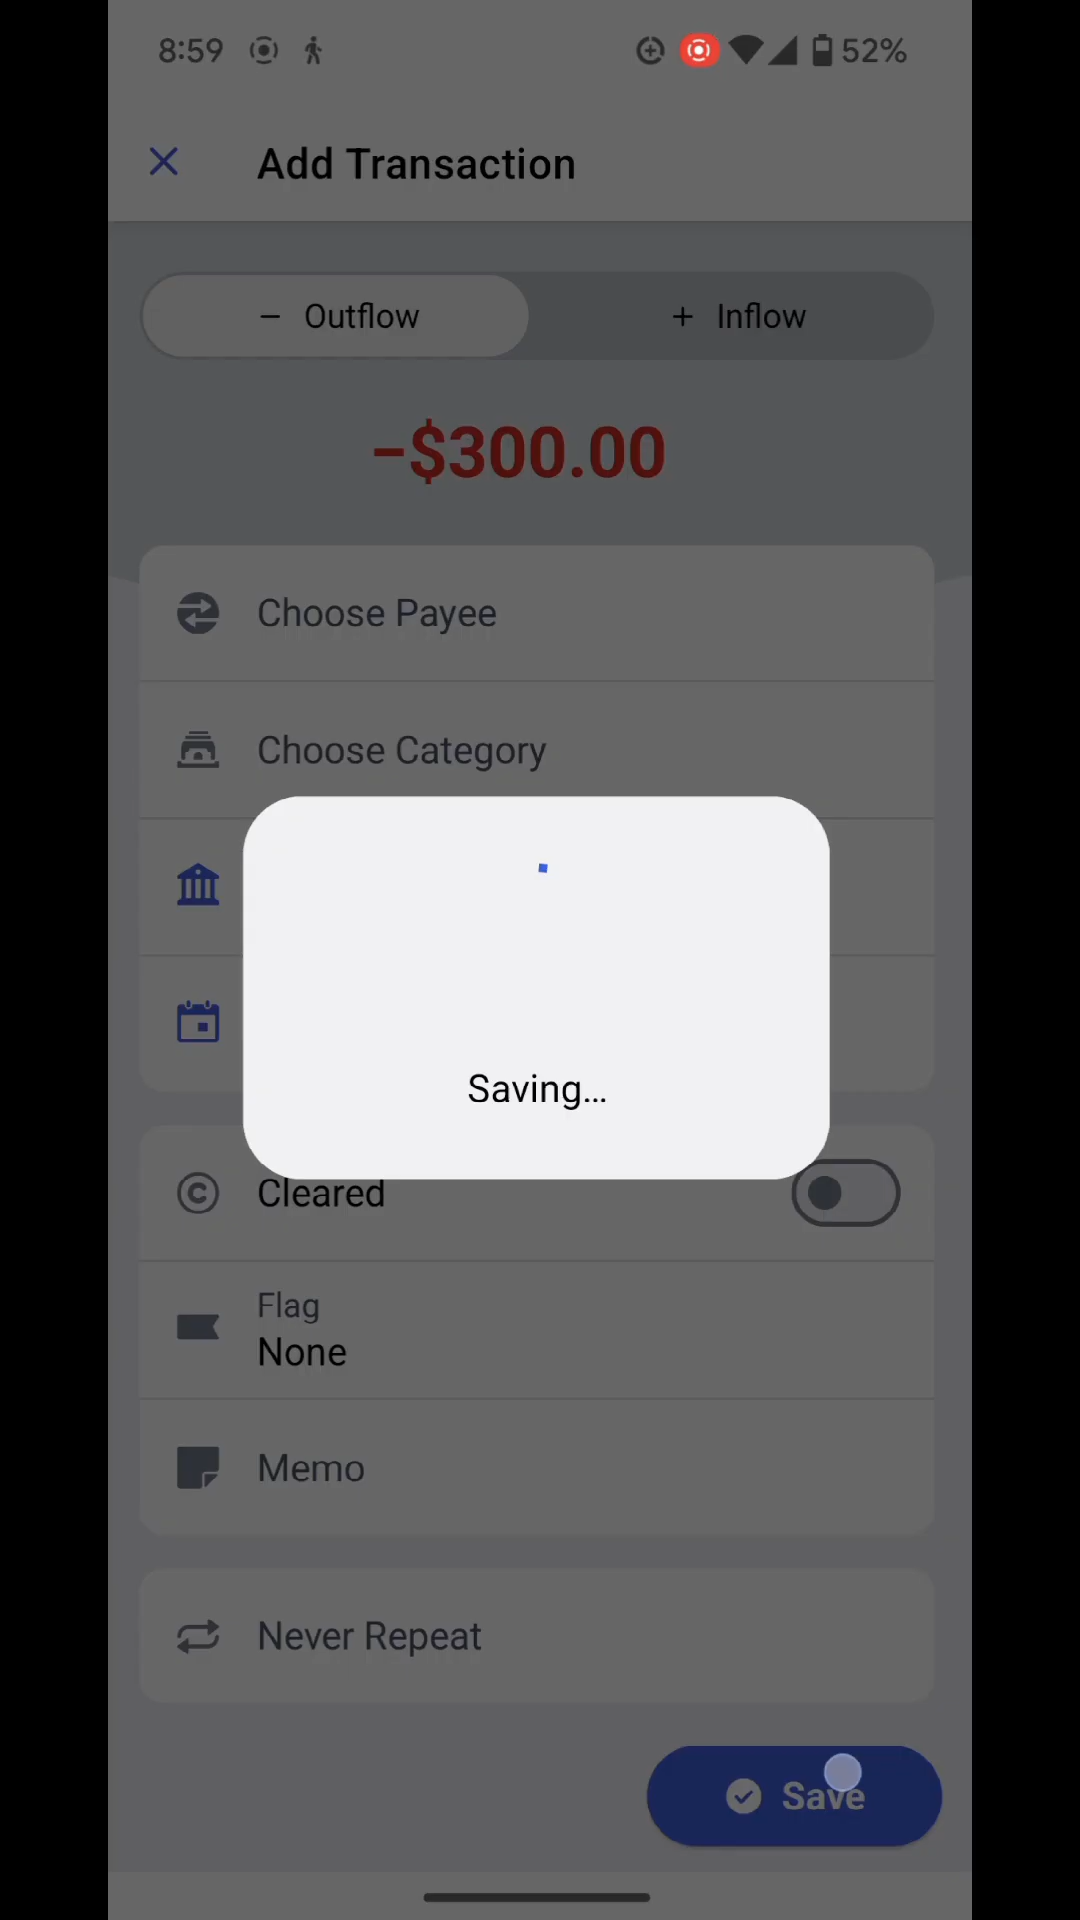 8:59 52%
Add Transaction
− Outflow + Inflow
−$300.00
Choose Payee
Choose Category
Saving...
Cleared
Flag
None
Memo
Never Repeat
Save